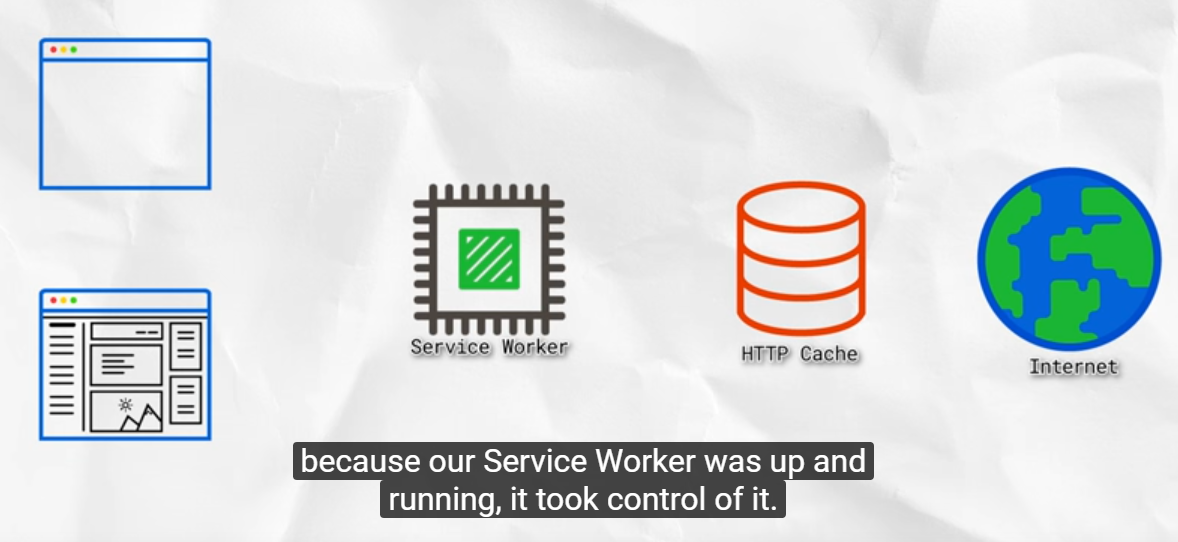 Service Worker
HTTP Cache
Internet
because our Service Worker was up and
running, it took control of it.